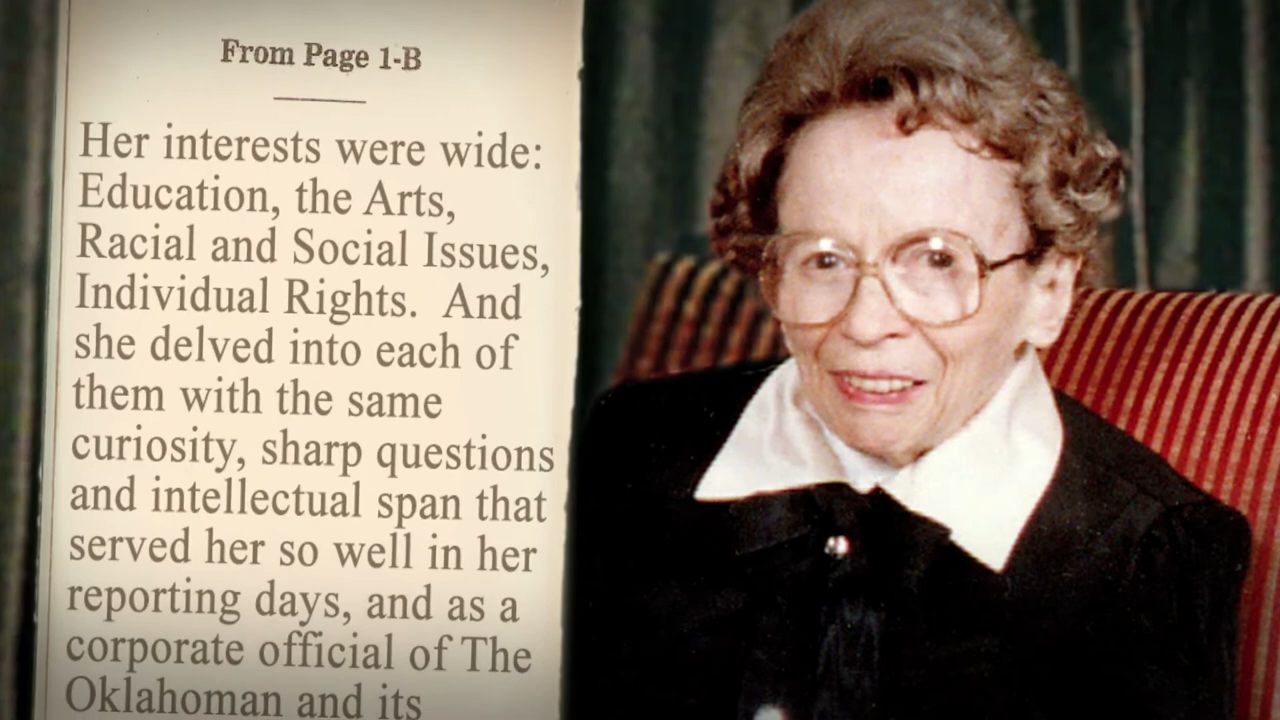 From Page 1-B
Her interests were wide:
Education, the Arts,
Racial and Social Issues,
Individual Rights.  And
she delved into each of
them with the same
curiosity, sharp questions
and intellectual span that
served her so well in her
reporting days, and as a
corporate official of The
Oklahoman and its